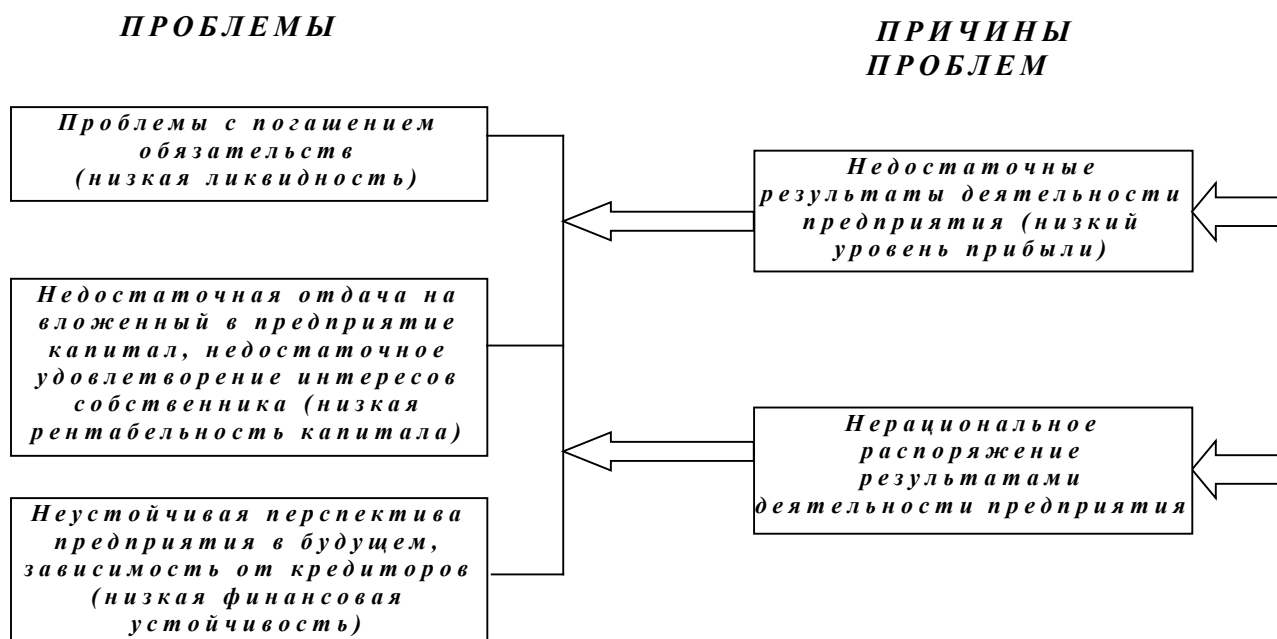 ПРОБЛЕМЫ
ПРИЧИНЫ
ПРОБЛЕМ
Проблемы с погашением
обязательств
(низкая ликвидность)
Недостаточные
результаты деятельности
предприятия (низкий
уровень прибыли)
Недостаточная отдача на
вложенный в предприятие
капитал, недостаточное
удовлетворение интересов
собственника (низкая
рентабельность капитала)
Нерациональное
распоряжение
результатами
деятельности предприятия
Неустойчивая перспектива
предприятия в будущем,
зависимость от кредиторов
(низкая финансовая
устойчивость)